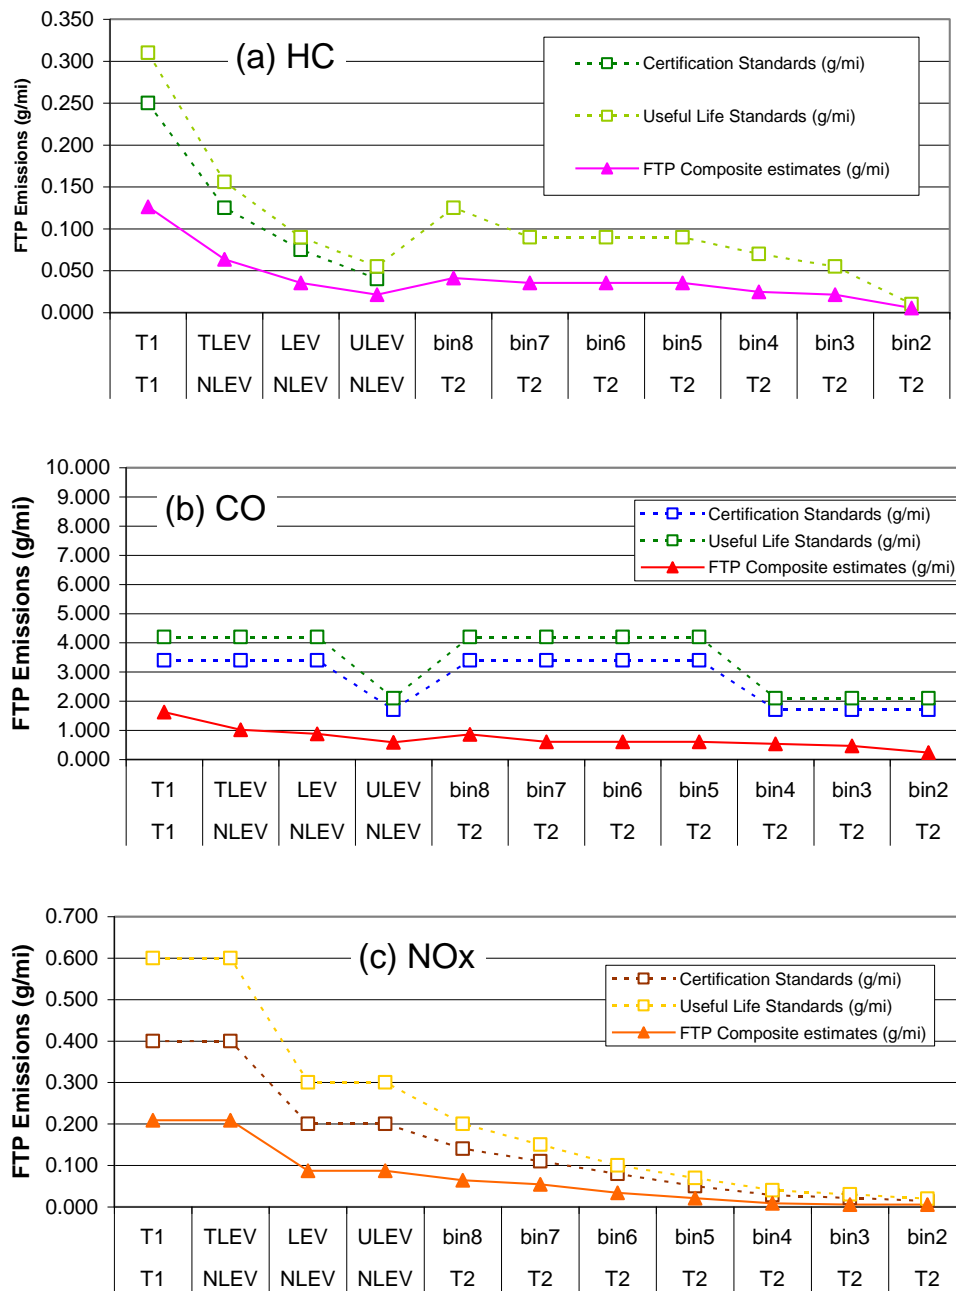 (a) HC
FTP Emissions (g/mi)
0.350
0.300
0.250
0.200
0.150
0.100
0.050
0.000
Certification Standards (g/mi)
Useful Life Standards (g/mi)
FTP Composite estimates (g/mi)
T1 TLEV LEV ULEV bin8 bin7 bin6 bin5 bin4 bin3 bin2
T1 NLEV NLEV NLEV T2 T2 T2 T2 T2 T2 T2
(b) CO
FTP Emissions (g/mi)
10.000
9.000
8.000
7.000
6.000
5.000
4.000
3.000
2.000
1.000
0.000
Certification Standards (g/mi)
Useful Life Standards (g/mi)
FTP Composite estimates (g/mi)
T1 TLEV LEV ULEV bin8 bin7 bin6 bin5 bin4 bin3 bin2
T1 NLEV NLEV NLEV T2 T2 T2 T2 T2 T2 T2
(c) NOx
FTP Emissions (g/mi)
0.700
0.600
0.500
0.400
0.300
0.200
0.100
0.000
Certification Standards (g/mi)
Useful Life Standards (g/mi)
FTP Composite estimates (g/mi)
T1 TLEV LEV ULEV bin8 bin7 bin6 bin5 bin4 bin3 bin2
T1 NLEV NLEV NLEV T2 T2 T2 T2 T2 T2 T2